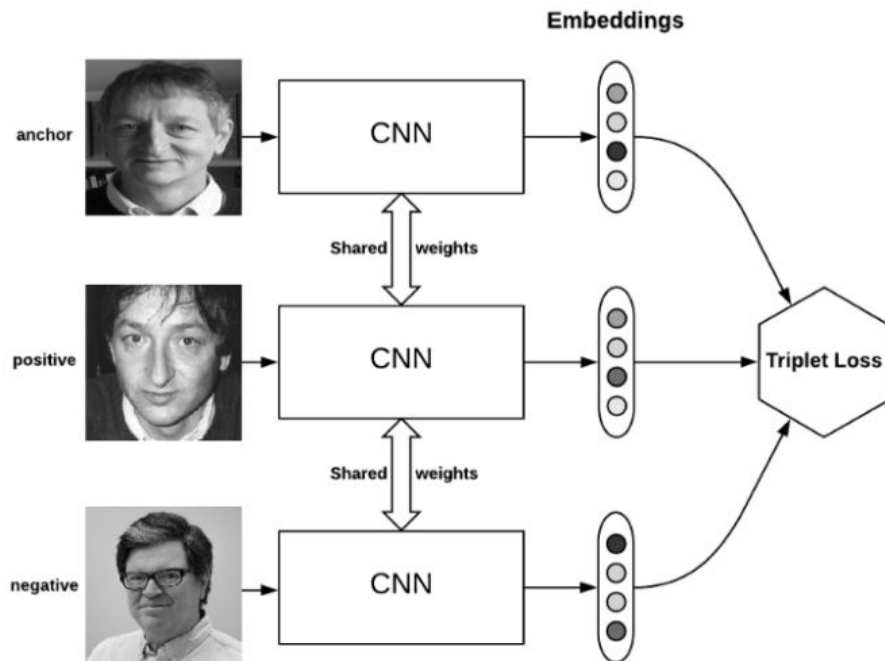 Embeddings
anchor
CNN
Shared weights
positive
CNN
Triplet Loss
Shared weights
negative
CNN